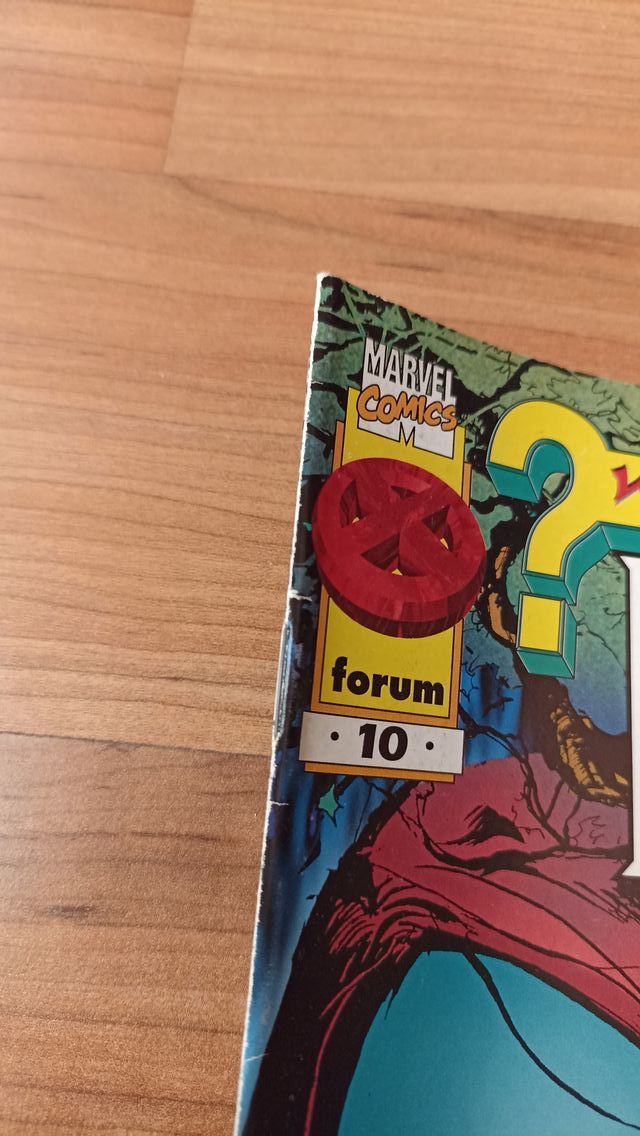 MARVEL
COMICS
M
?
forum
· 10 ·